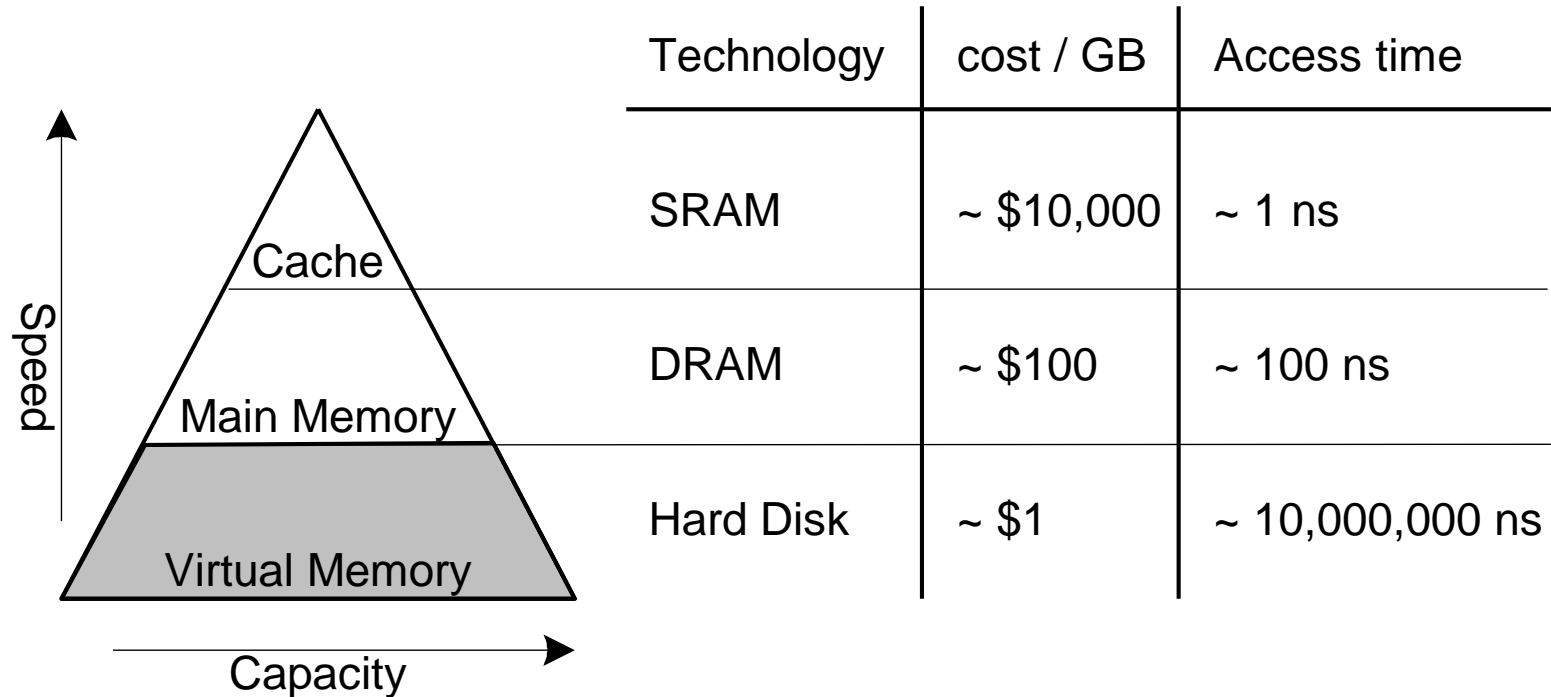 Technology cost / GB Access time
SRAM ~ $10,000 ~ 1 ns
Cache
Speed
DRAM ~ $100 ~ 100 ns
Main Memory
Hard Disk ~ $1 ~ 10,000,000 ns
Virtual Memory
Capacity